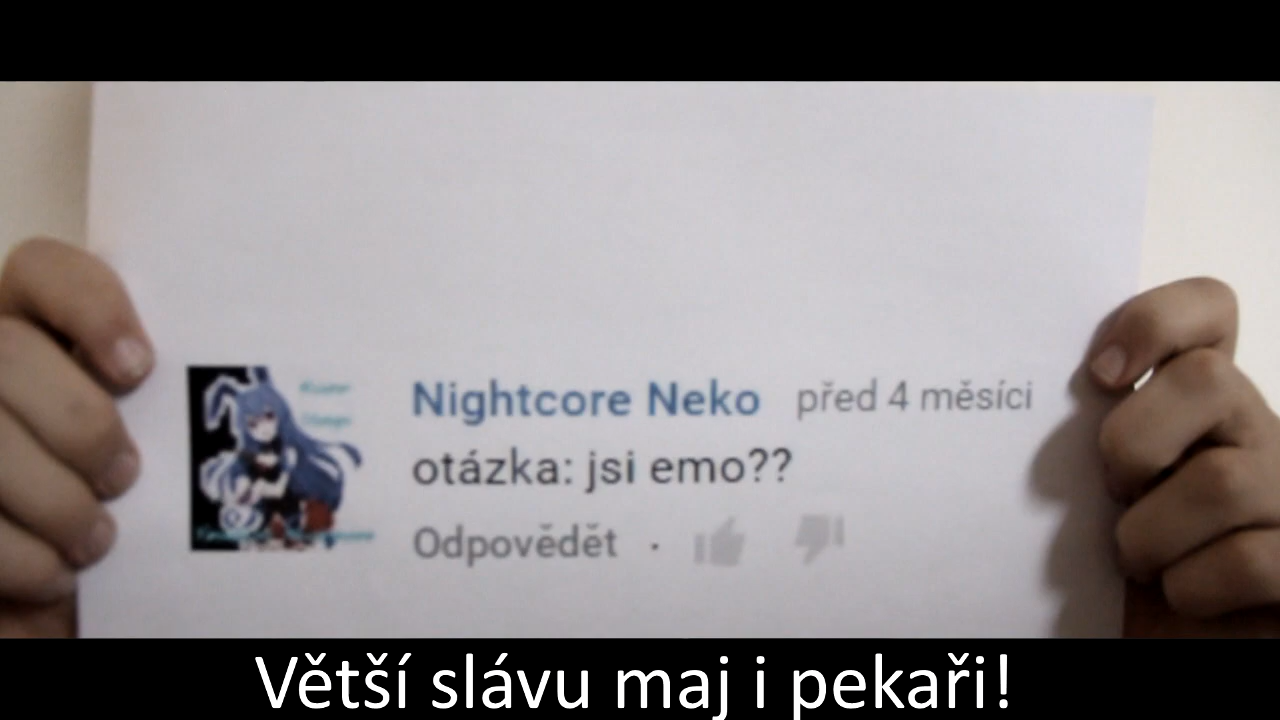 Nightcore Neko před 4 měsíci
otázka: jsi emo??
Odpovědět ·
Větší slávu maj i pekaři!